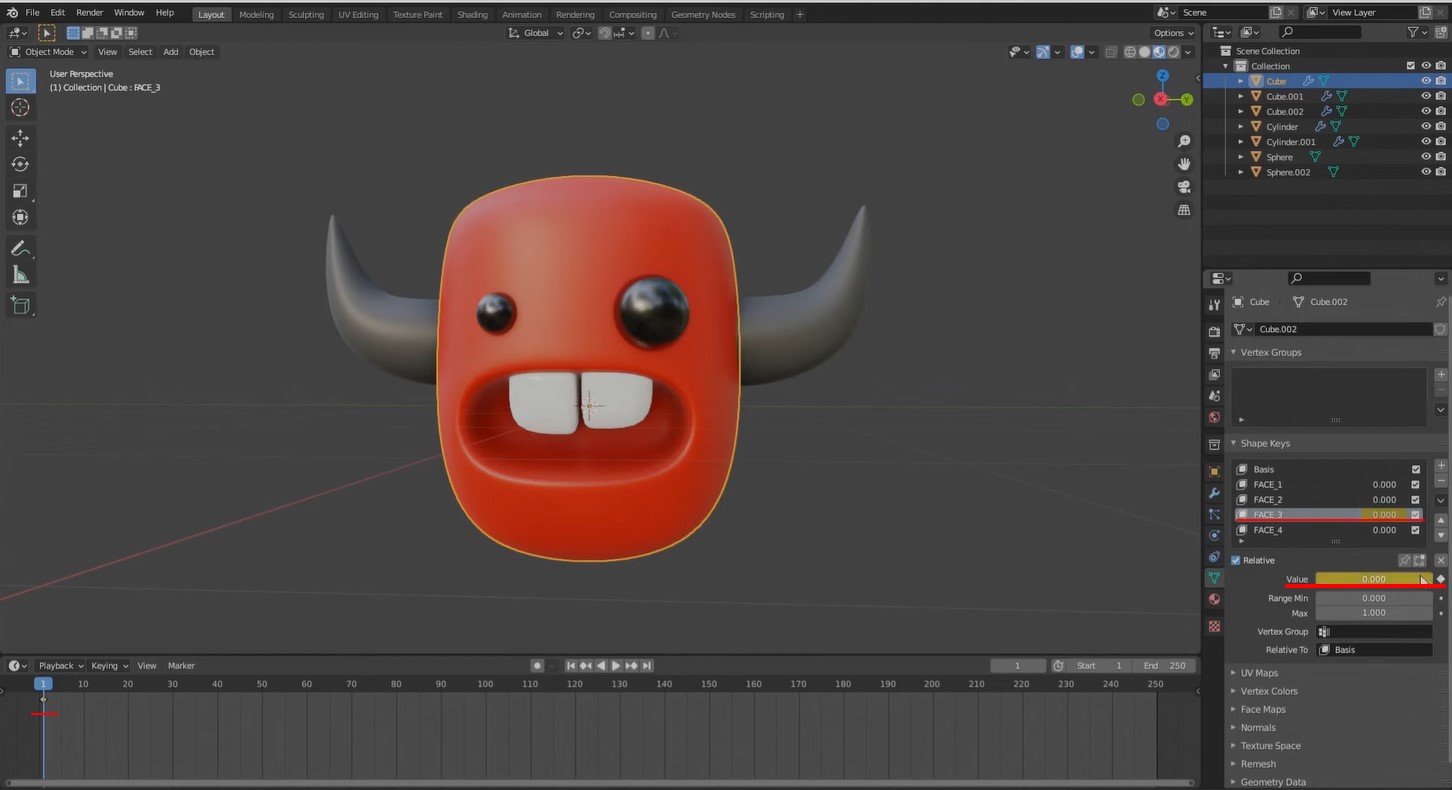 File Edit Render Window Help Layout Modeling Sculpting UV Editing Texture Paint Shading Animation Rendering Compositing Geometry Nodes Scripting + Scene View Layer
Global Options
Object Mode View Select Add Object
User Perspective
(1) Collection | Cube : FACE_3
Z
X Y
Scene Collection
Collection
Cube
Cube.001
Cube.002
Cylinder
Cylinder.001
Sphere
Sphere.002
Cube Cube.002
Cube.002
Vertex Groups
Shape Keys
Basis
FACE_1 0.000
FACE_2 0.000
FACE_3 0.000
FACE_4 0.000
Relative
Value 0.000
Range Min 0.000
Max 1.000
Vertex Group
Relative To Basis
UV Maps
Vertex Colors
Face Maps
Normals
Texture Space
Remesh
Geometry Data
Playback Keying View Marker 1 Start 1 End 250
1 10 20 30 40 50 60 70 80 90 100 110 120 130 140 150 160 170 180 190 200 210 220 230 240 250